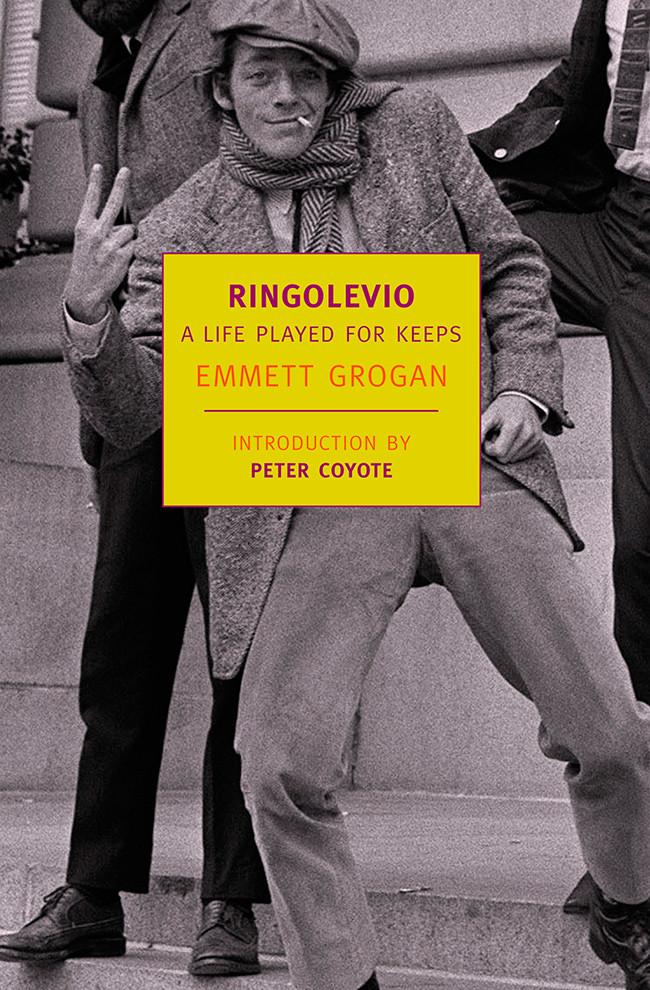 RINGOLEVIO
A LIFE PLAYED FOR KEEPS
EMMETT GROGAN
INTRODUCTION BY
PETER COYOTE